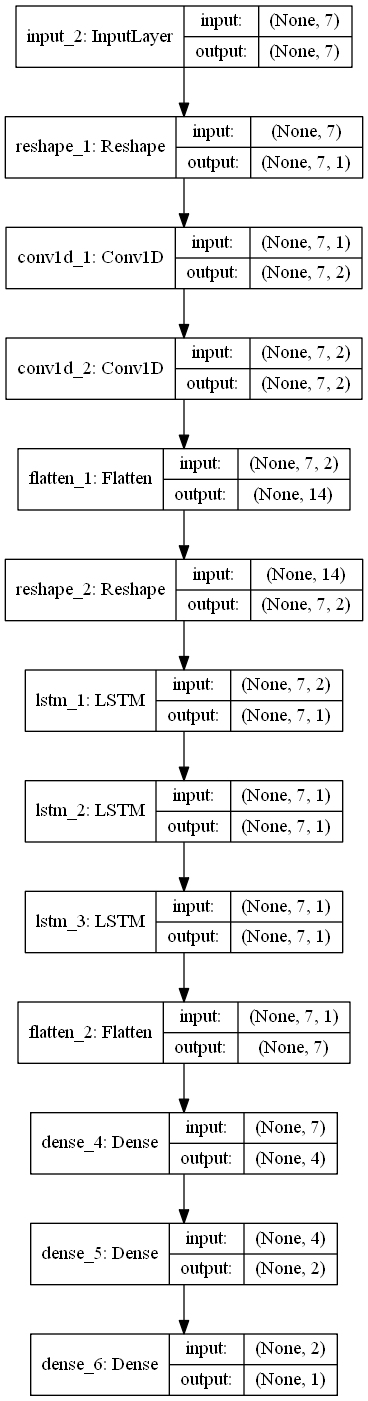 input_2: InputLayer
input: (None, 7)
output: (None, 7)
reshape_1: Reshape
input: (None, 7)
output: (None, 7, 1)
conv1d_1: Conv1D
input: (None, 7, 1)
output: (None, 7, 2)
conv1d_2: Conv1D
input: (None, 7, 2)
output: (None, 7, 2)
flatten_1: Flatten
input: (None, 7, 2)
output: (None, 14)
reshape_2: Reshape
input: (None, 14)
output: (None, 7, 2)
lstm_1: LSTM
input: (None, 7, 2)
output: (None, 7, 1)
lstm_2: LSTM
input: (None, 7, 1)
output: (None, 7, 1)
lstm_3: LSTM
input: (None, 7, 1)
output: (None, 7, 1)
flatten_2: Flatten
input: (None, 7, 1)
output: (None, 7)
dense_4: Dense
input: (None, 7)
output: (None, 4)
dense_5: Dense
input: (None, 4)
output: (None, 2)
dense_6: Dense
input: (None, 2)
output: (None, 1)